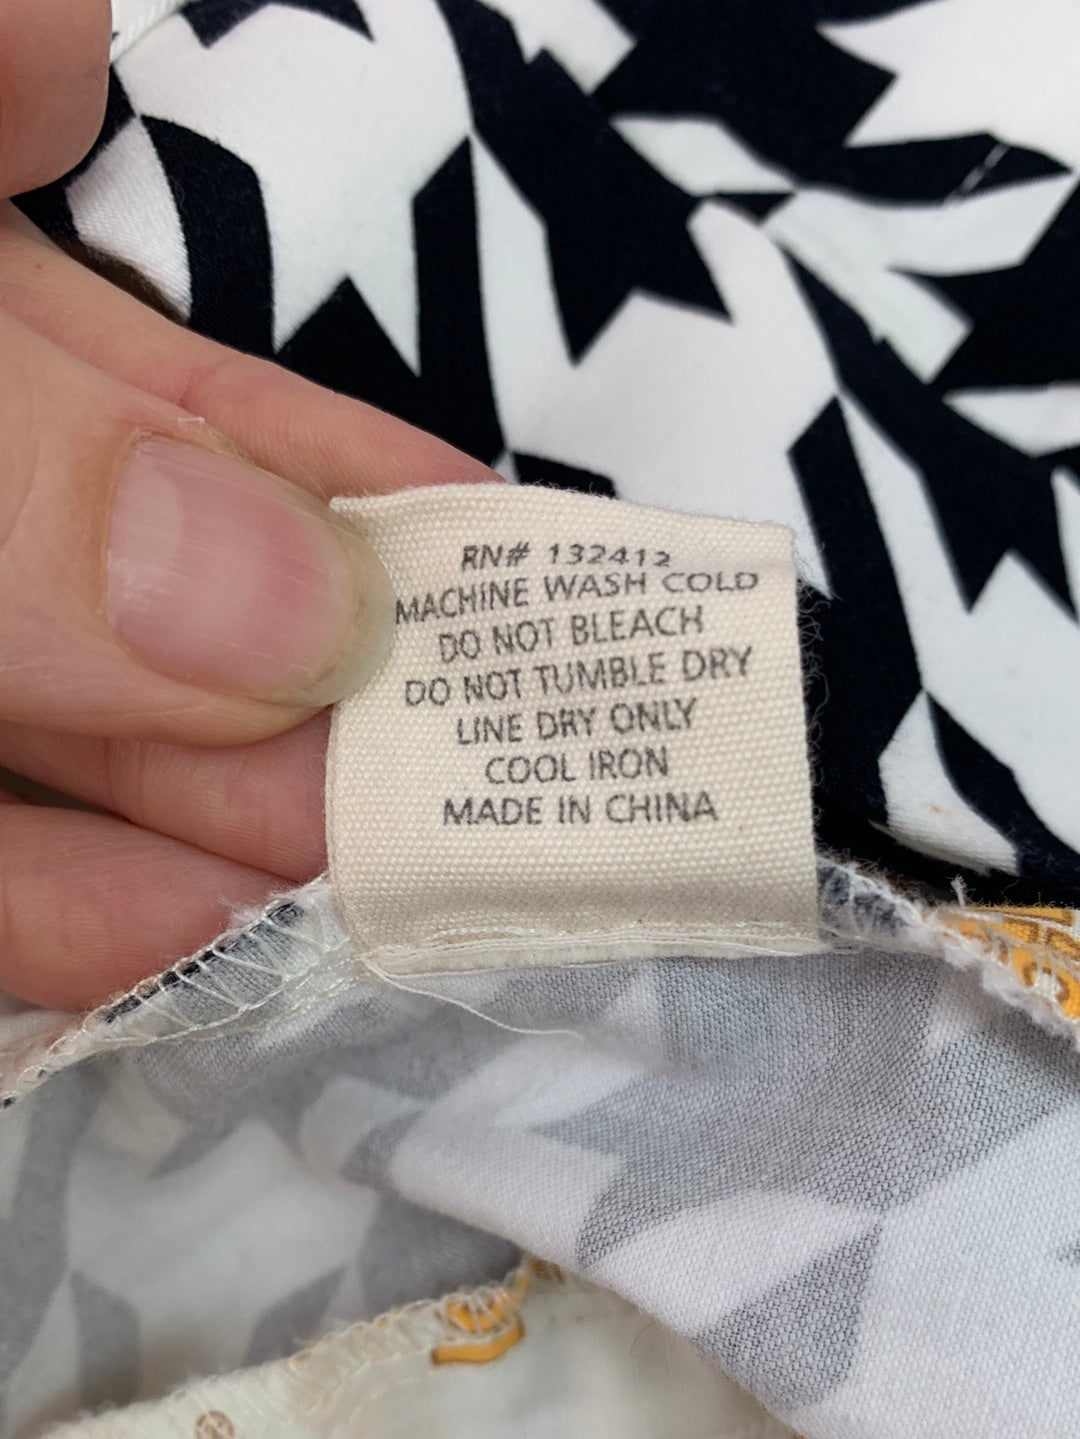 RN# 132412
MACHINE WASH COLD
DO NOT BLEACH
DO NOT TUMBLE DRY
LINE DRY ONLY
COOL IRON
MADE IN CHINA